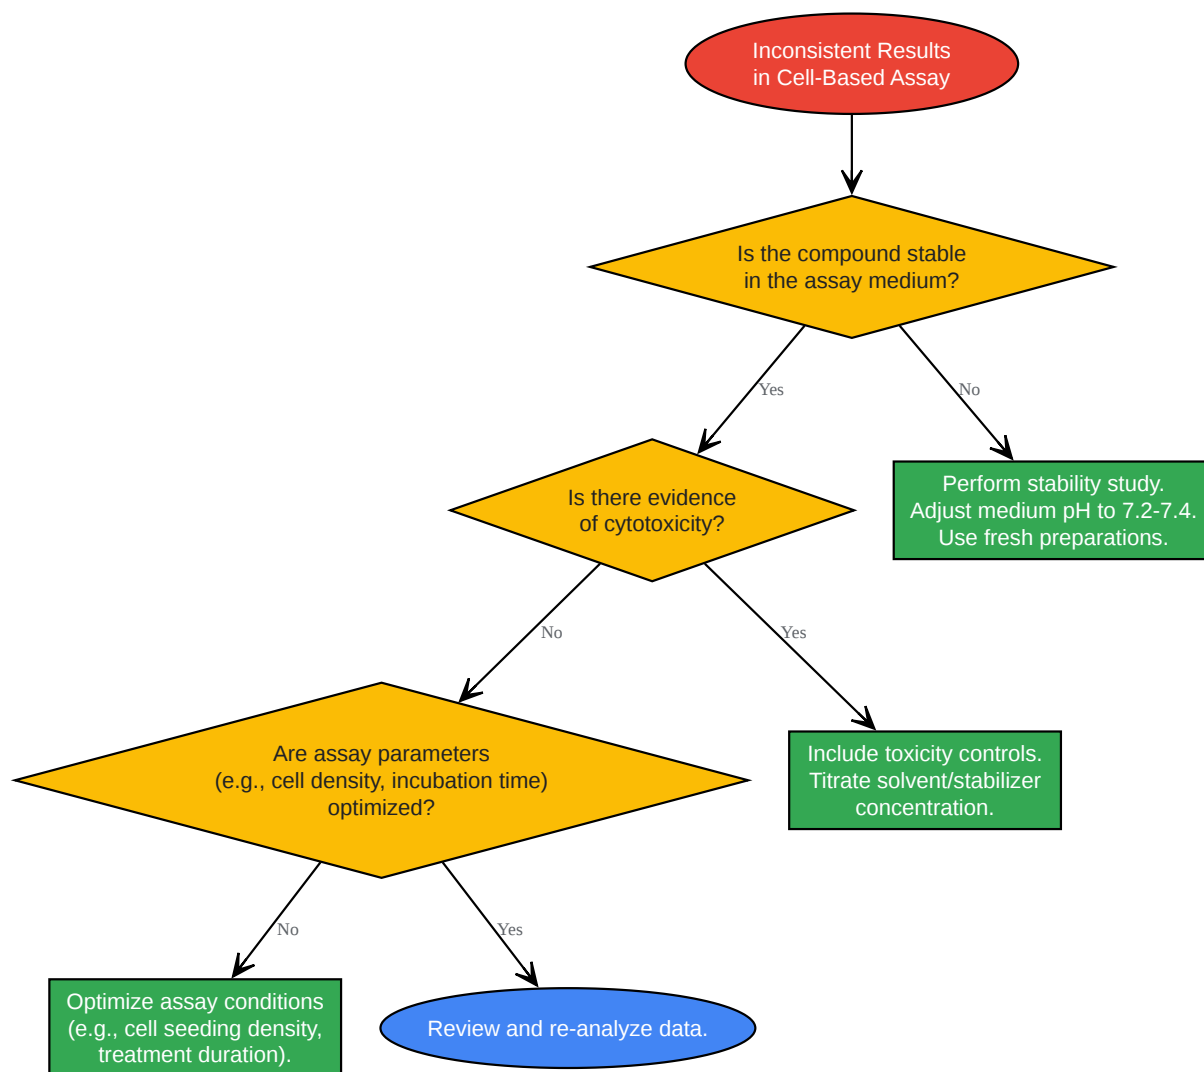 Inconsistent Results
in Cell-Based Assay
Is the compound stable
in the assay medium?
Yes
No
Is there evidence
of cytotoxicity?
Perform stability study.
Adjust medium pH to 7.2-7.4.
Use fresh preparations.
No
Yes
Are assay parameters
(e.g., cell density, incubation time)
optimized?
Include toxicity controls.
Titrate solvent/stabilizer
concentration.
No
Yes
Optimize assay conditions
(e.g., cell seeding density,
treatment duration).
Review and re-analyze data.